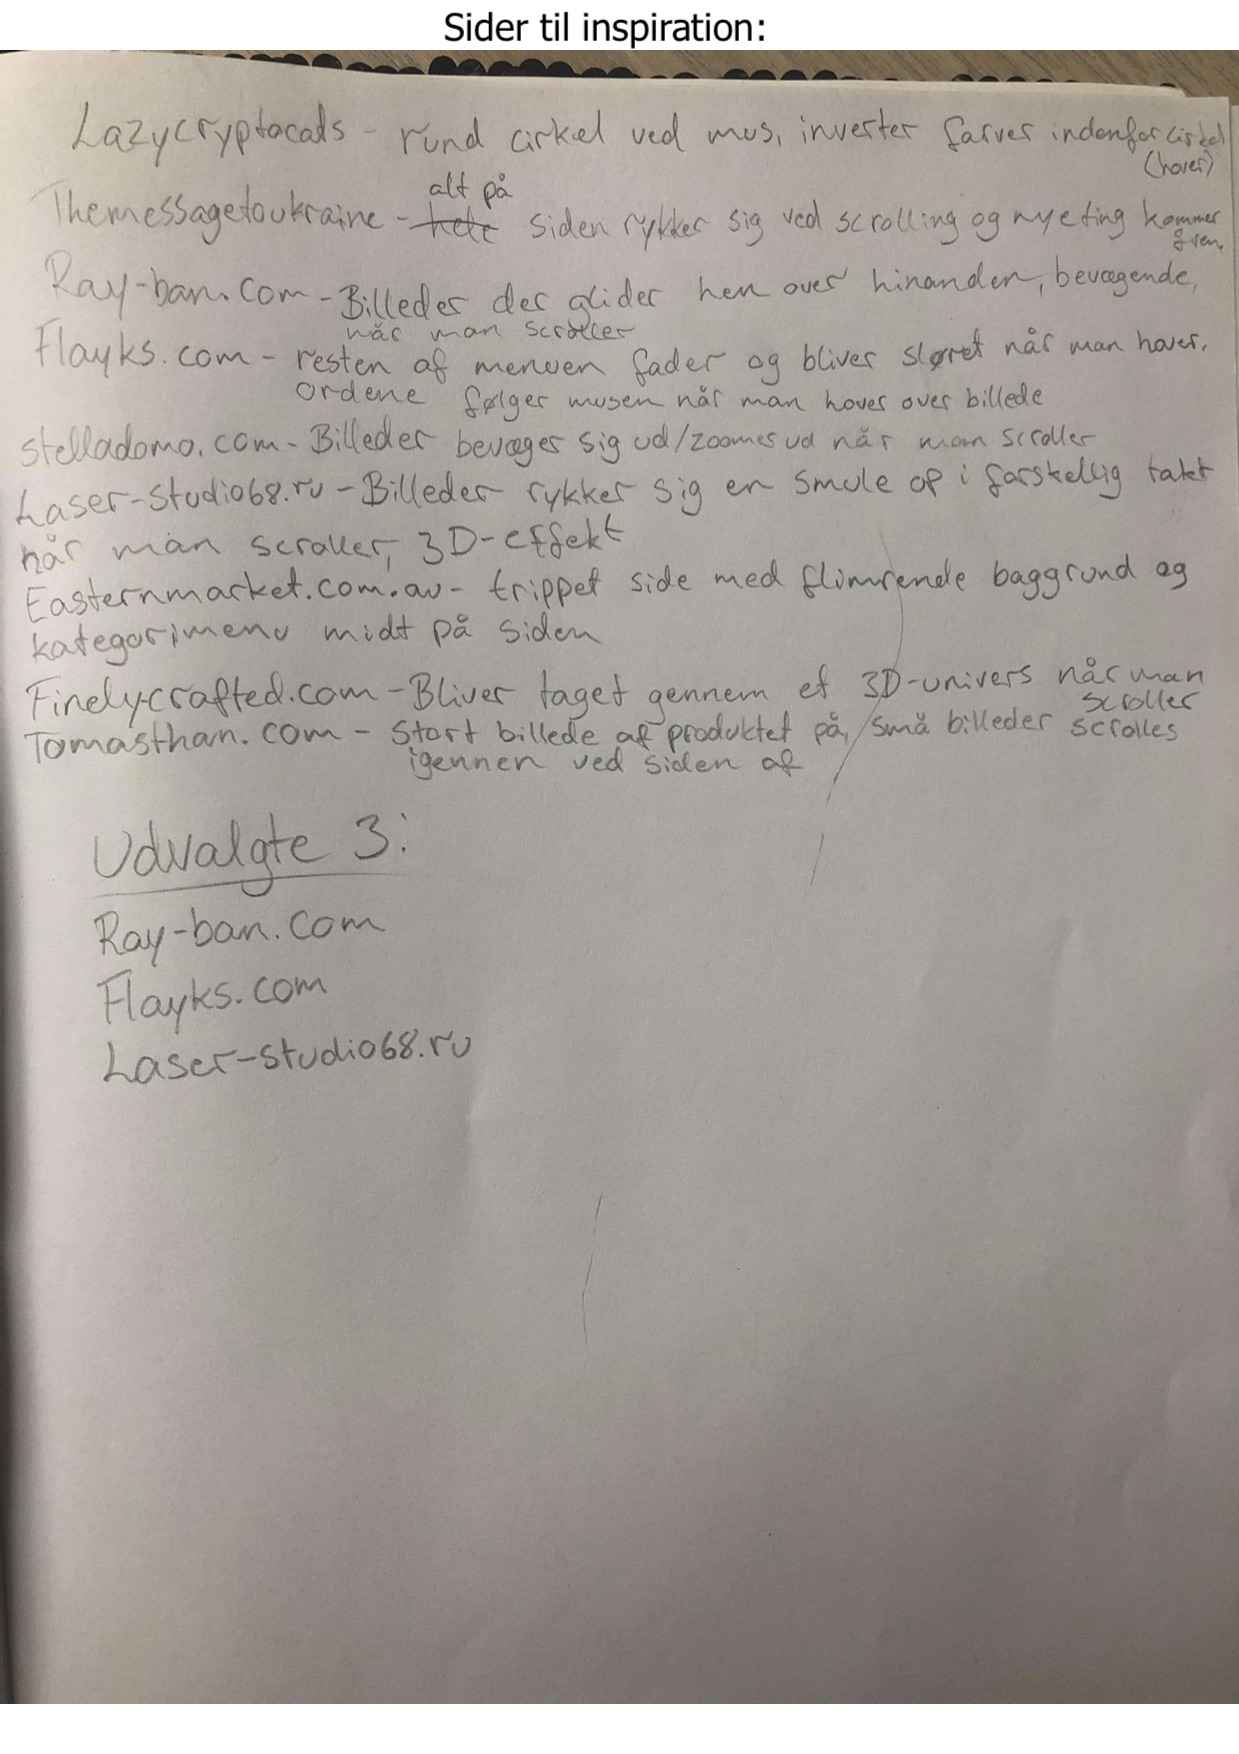 Sider til inspiration:
Lazycryptocats - rund cirkel ved mus, inverter farver indenfor cirkel
(hover)
alt på
Themessagetoukraine - hele siden rykker sig ved scrolling og nye ting kommer
frem
Ray-ban.com - Billeder der glider hen over hinanden, bevægende,
når man scroller
Flayks.com - resten af menuen fader og bliver sløret når man hover.
Ordene følger musen når man hover over billede
stelladomo.com - Billeder bevæger sig ud/zoomes ud når man scroller
Laser-studio68.ru - Billeder rykker sig en smule op i forskellig takt
når man scroller, 3D-effekt
Easternmarket.com.au - trippet side med flimrende baggrund og
kategorimenu midt på siden
Finelycrafted.com - Bliver taget gennem et 3D-univers når man
scroller
Tomasthan.com - Stort billede af produktet på, små billeder scrolles
igennem ved siden af
Udvalgte 3:
Ray-ban.com
Flayks.com
Laser-studio68.ru